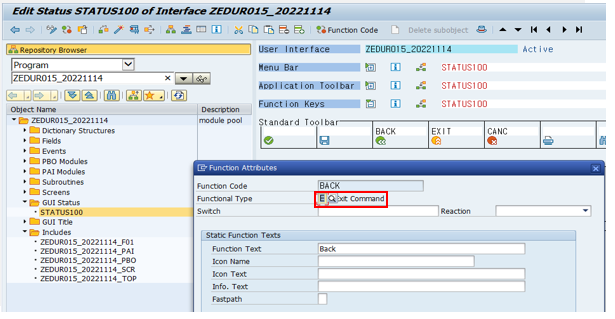 Edit Status STATUS100 of Interface ZEDUR015_20221114
Function Code
Delete subobject
Repository Browser
Program
ZEDUR015_20221114
Object Name
Description
ZEDUR015_20221114
module pool
Dictionary Structures
Fields
Events
PBO Modules
PAI Modules
Subroutines
Screens
GUI Status
STATUS100
GUI Title
Includes
ZEDUR015_20221114_F01
ZEDUR015_20221114_PAI
ZEDUR015_20221114_PBO
ZEDUR015_20221114_SCR
ZEDUR015_20221114_TOP
User Interface
ZEDUR015_20221114
Active
Menu Bar
STATUS100
Application Toolbar
STATUS100
Function Keys
STATUS100
Standard Toolbar
BACK
EXIT
CANC
Function Attributes
Function Code
BACK
Functional Type
E
xit Command
Switch
Reaction
Static Function Texts
Function Text
Back
Icon Name
Icon Text
Info. Text
Fastpath